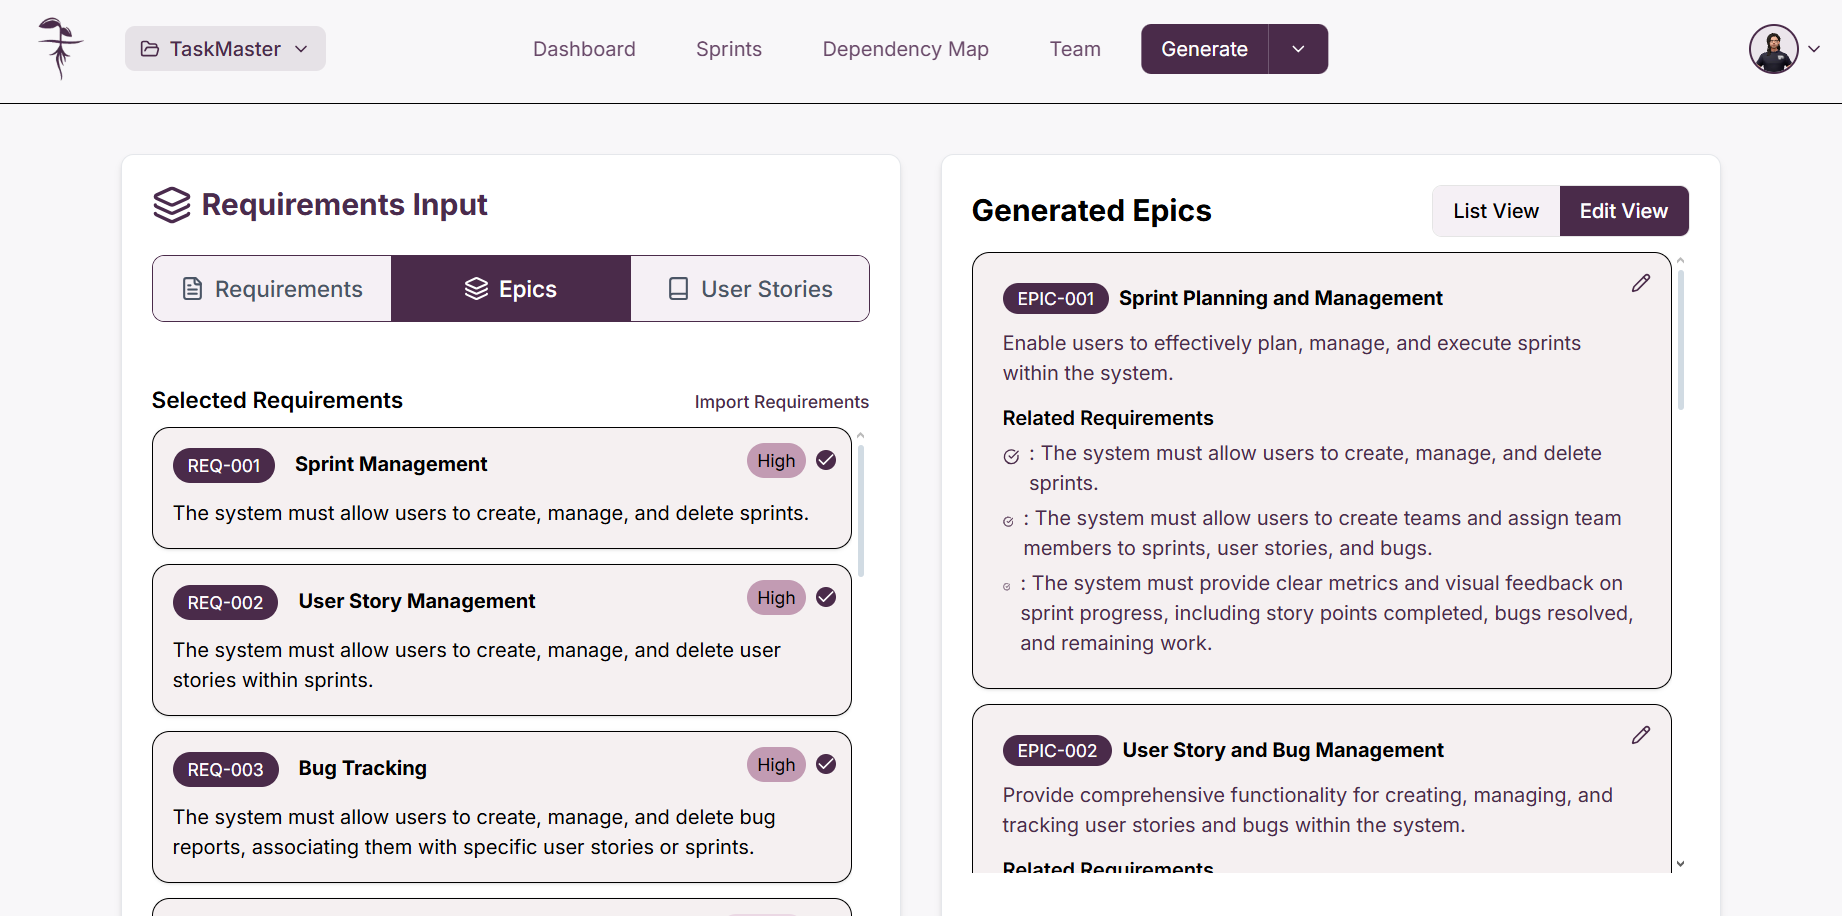 TaskMaster
Dashboard
Sprints
Dependency Map
Team
Generate
Requirements Input
Requirements
Epics
User Stories
Selected Requirements
Import Requirements
REQ-001
Sprint Management
High
The system must allow users to create, manage, and delete sprints.
REQ-002
User Story Management
High
The system must allow users to create, manage, and delete user
stories within sprints.
REQ-003
Bug Tracking
High
The system must allow users to create, manage, and delete bug
reports, associating them with specific user stories or sprints.
Generated Epics
List View
Edit View
EPIC-001
Sprint Planning and Management
Enable users to effectively plan, manage, and execute sprints
within the system.
Related Requirements
: The system must allow users to create, manage, and delete
sprints.
: The system must allow users to create teams and assign team
members to sprints, user stories, and bugs.
: The system must provide clear metrics and visual feedback on
sprint progress, including story points completed, bugs resolved,
and remaining work.
EPIC-002
User Story and Bug Management
Provide comprehensive functionality for creating, managing, and
tracking user stories and bugs within the system.
Related Requirements